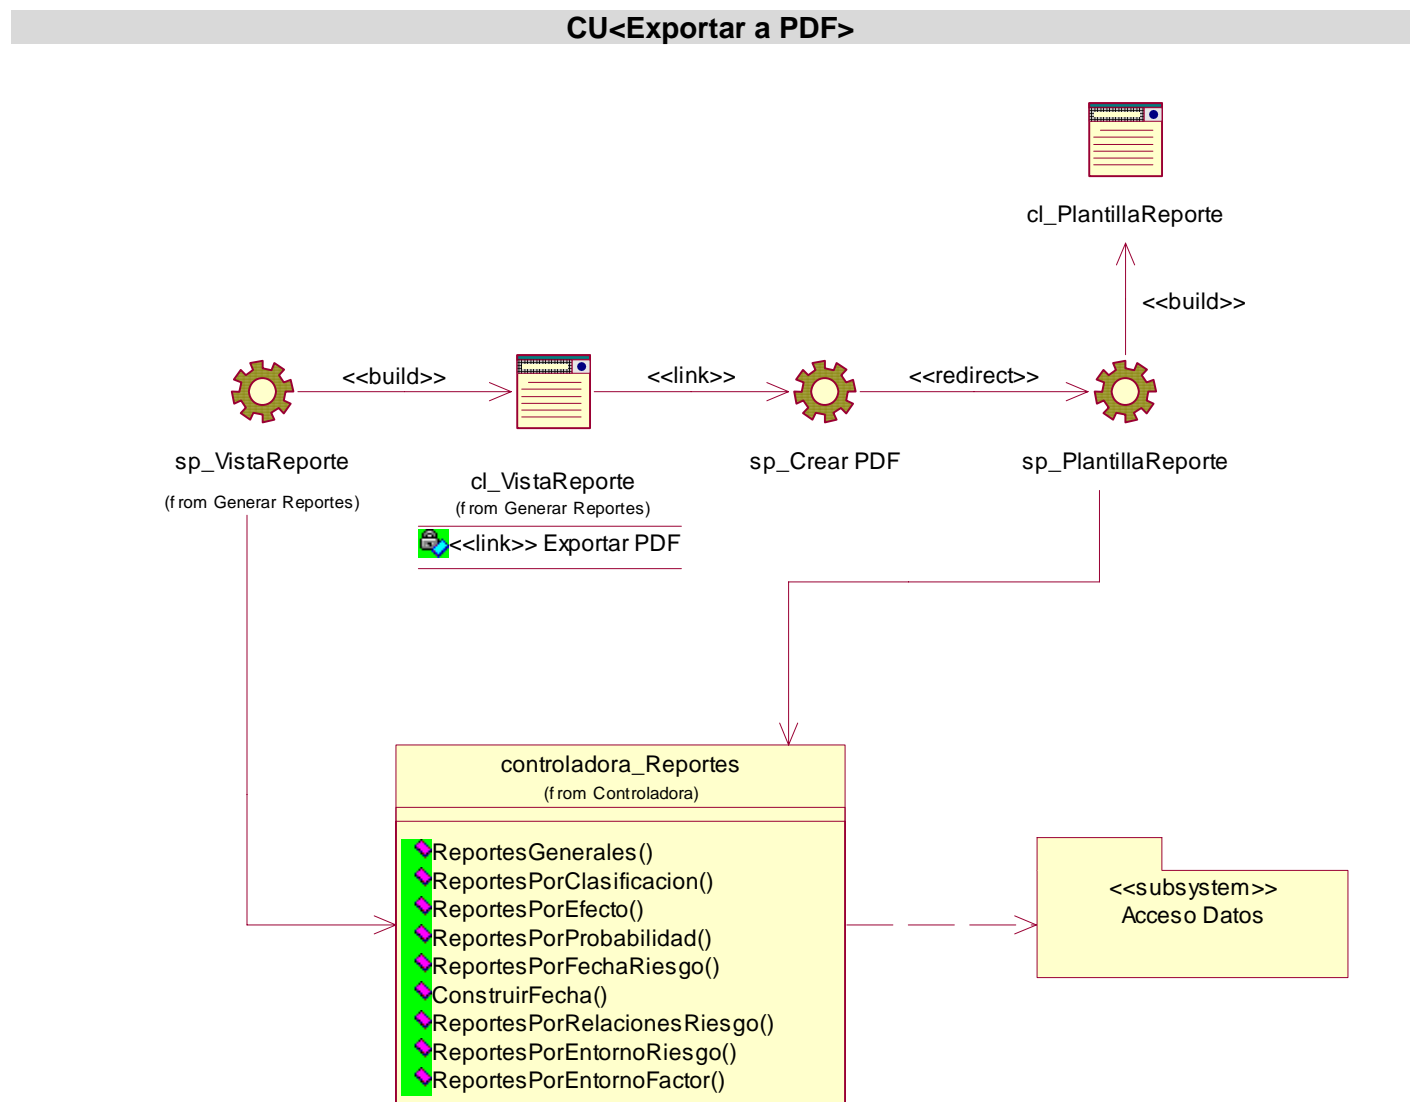 CU<Exportar a PDF>
cl_PlantillaReporte
<<build>>
<<build>>
<<link>>
<<redirect>>
sp_VistaReporte
(from Generar Reportes)
cl_VistaReporte
(from Generar Reportes)
<<link>> Exportar PDF
sp_Crear PDF
sp_PlantillaReporte
controladora_Reportes
(from Controladora)
ReportesGenerales()
ReportesPorClasificacion()
ReportesPorEfecto()
ReportesPorProbabilidad()
ReportesPorFechaRiesgo()
ConstruirFecha()
ReportesPorRelacionesRiesgo()
ReportesPorEntornoRiesgo()
ReportesPorEntornoFactor()
<<subsystem>>
Acceso Datos